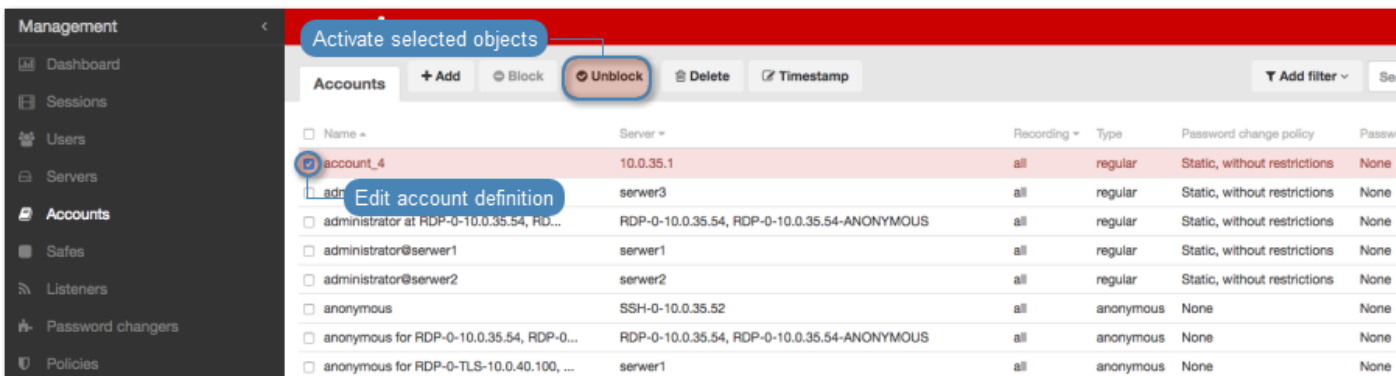 Management
Activate selected objects
Dashboard
Accounts
+ Add
Block
Unblock
Delete
Timestamp
Add filter
Sessions
Users
Name
Server
Recording
Type
Password change policy
account_4
10.0.35.1
all
regular
Static, without restrictions
None
Servers
Edit account definition
serwer3
all
regular
Static, without restrictions
None
Accounts
administrator at RDP-0-10.0.35.54, RD...
RDP-0-10.0.35.54, RDP-0-10.0.35.54-ANONYMOUS
all
regular
Static, without restrictions
None
Safes
administrator@serwer1
serwer1
all
regular
Static, without restrictions
None
Listeners
administrator@serwer2
serwer2
all
regular
Static, without restrictions
None
anonymous
SSH-0-10.0.35.52
all
anonymous
None
None
Password changers
anonymous for RDP-0-10.0.35.54, RDP-0...
RDP-0-10.0.35.54, RDP-0-10.0.35.54-ANONYMOUS
all
anonymous
None
None
Policies
anonymous for RDP-0-TLS-10.0.40.100, ...
serwer1
all
anonymous
None
None